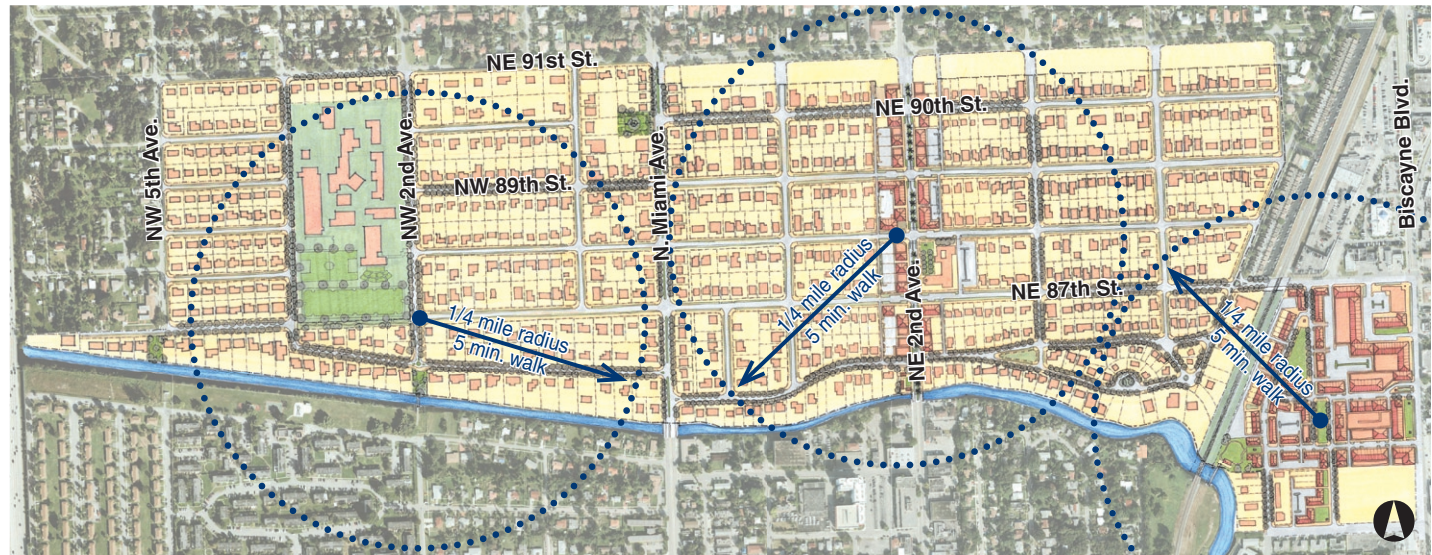 NE 91st St.
NE 90th St.
NW 5th Ave.
NW 2nd Ave.
NW 89th St.
N. Miami Ave.
Biscayne Blvd.
1/4 mile radius
5 min. walk
1/4 mile radius
5 min. walk
NE 2nd Ave.
NE 87th St.
1/4 mile radius
5 min. walk